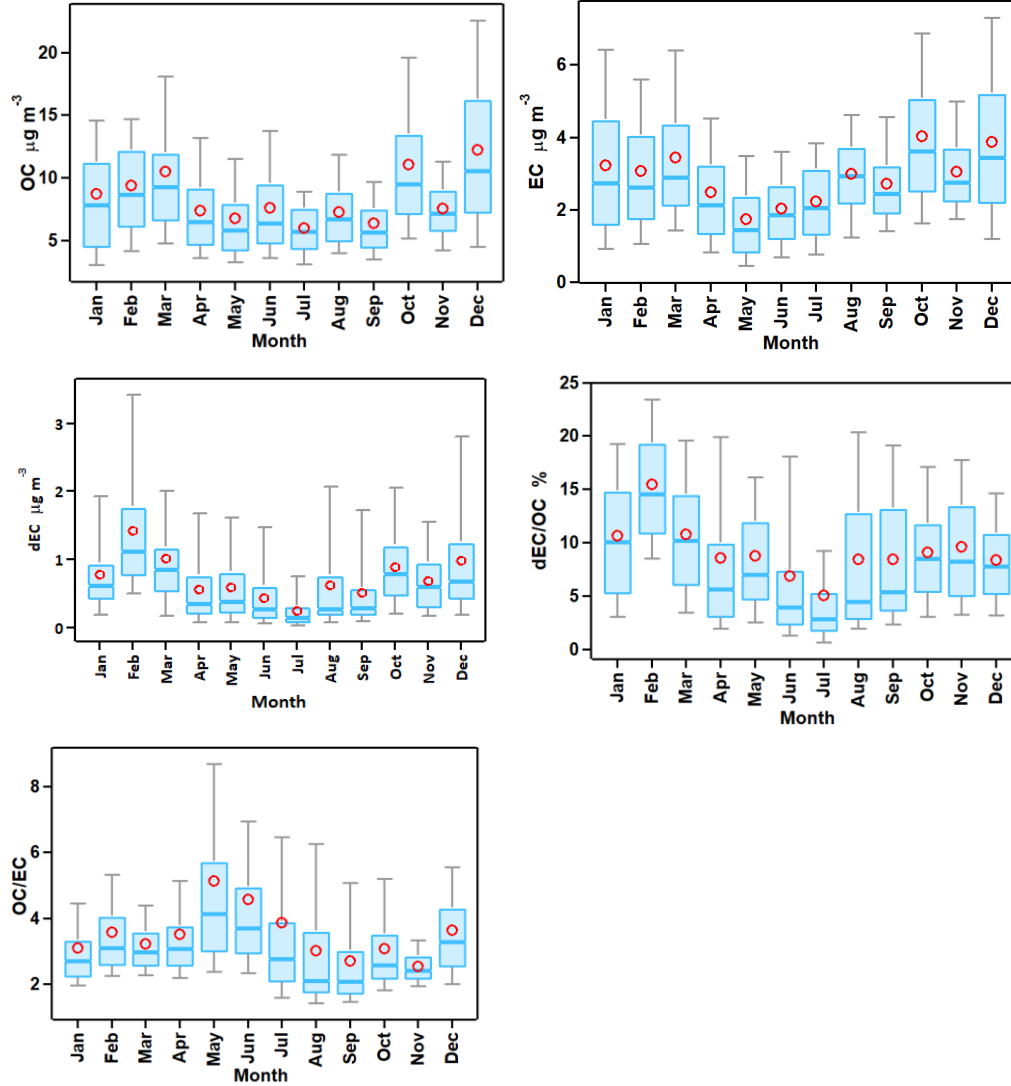 OC μg m⁻³
20
15
10
5
Jan Feb Mar Apr May Jun Jul Aug Sep Oct Nov Dec
Month
EC μg m⁻³
6
4
2
0
Jan Feb Mar Apr May Jun Jul Aug Sep Oct Nov Dec
Month
dEC μg m⁻³
3
2
1
0
Jan Feb Mar Apr May Jun Jul Aug Sep Oct Nov Dec
Month
dEC/OC %
25
20
15
10
5
0
Jan Feb Mar Apr May Jun Jul Aug Sep Oct Nov Dec
Month
OC/EC
8
6
4
2
Jan Feb Mar Apr May Jun Jul Aug Sep Oct Nov Dec
Month